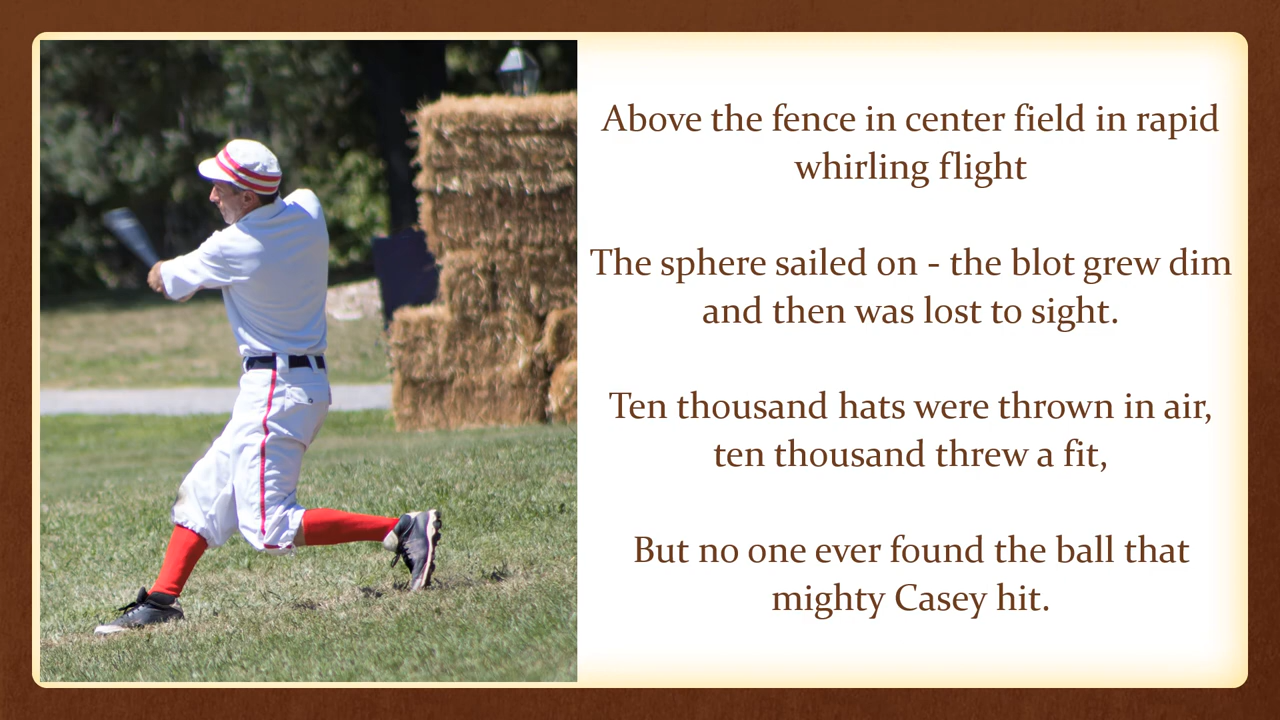 Above the fence in center field in rapid
whirling flight
The sphere sailed on - the blot grew dim
and then was lost to sight.
Ten thousand hats were thrown in air,
ten thousand threw a fit,
But no one ever found the ball that
mighty Casey hit.